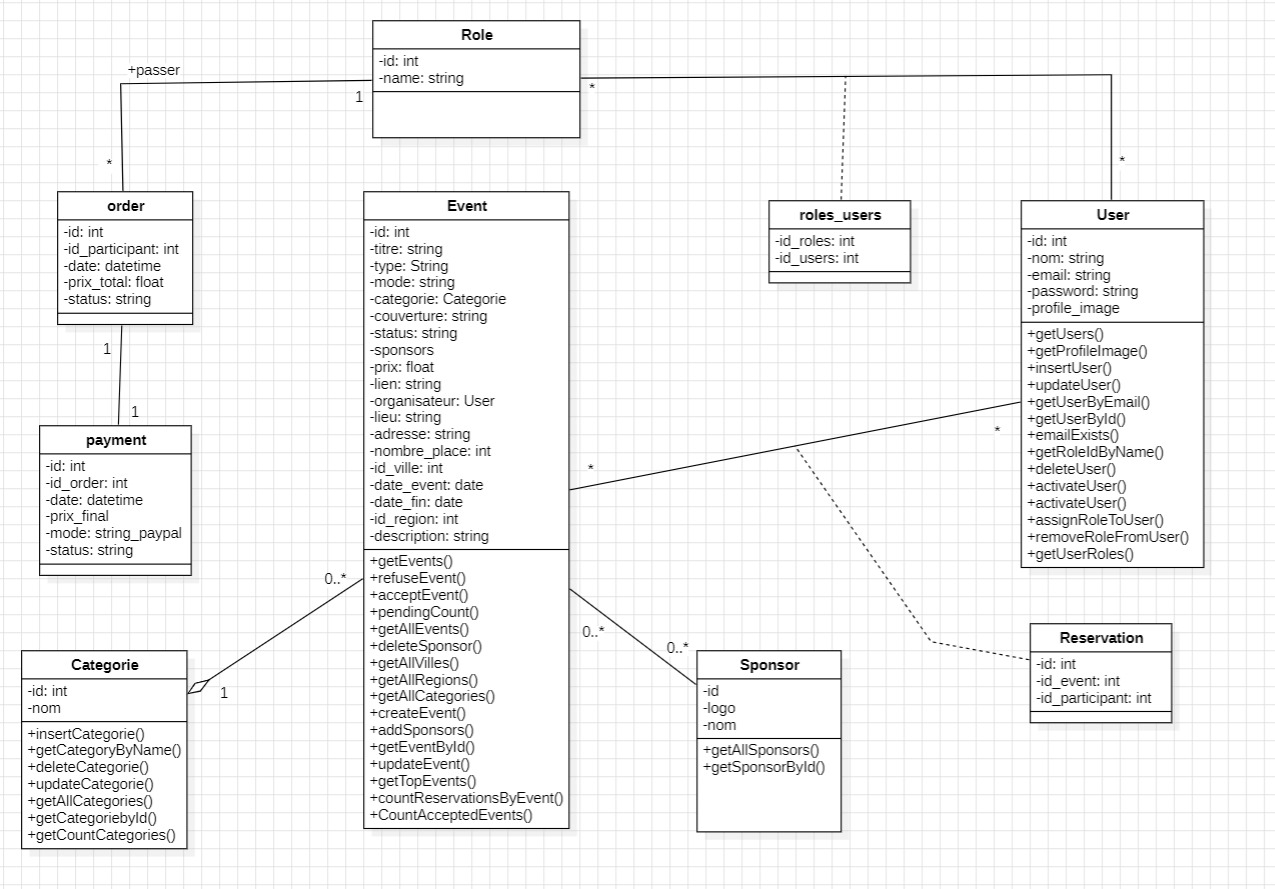 Role
-id: int
-name: string
+passer
1
*
*
*
order
-id: int
-id_participant: int
-date: datetime
-prix_total: float
-status: string
1
1
payment
-id: int
-id_order: int
-date: datetime
-prix_final
-mode: string_paypal
-status: string
Event
-id: int
-titre: string
-type: String
-mode: string
-categorie: Categorie
-couverture: string
-status: string
-sponsors
-prix: float
-lien: string
-organisateur: User
-lieu: string
-adresse: string
-nombre_place: int
-id_ville: int
-date_event: date
-date_fin: date
-id_region: int
-description: string
+getEvents()
+refuseEvent()
+acceptEvent()
+pendingCount()
+getAllEvents()
+deleteSponsor()
+getAllVilles()
+getAllRegions()
+getAllCategories()
+createEvent()
+addSponsors()
+getEventById()
+updateEvent()
+getTopEvents()
+countReservationsByEvent()
+CountAcceptedEvents()
roles_users
-id_roles: int
-id_users: int
User
-id: int
-nom: string
-email: string
-password: string
-profile_image
+getUsers()
+getProfileImage()
+insertUser()
+updateUser()
+getUserByEmail()
+getUserById()
+emailExists()
+getRoleIdByName()
+deleteUser()
+activateUser()
+activateUser()
+assignRoleToUser()
+removeRoleFromUser()
+getUserRoles()
*
*
0..*
1
0..*
0..*
Categorie
-id: int
-nom
+insertCategorie()
+getCategoryByName()
+deleteCategorie()
+updateCategorie()
+getAllCategories()
+getCategoriebyId()
+getCountCategories()
Sponsor
-id
-logo
-nom
+getAllSponsors()
+getSponsorById()
Reservation
-id: int
-id_event: int
-id_participant: int